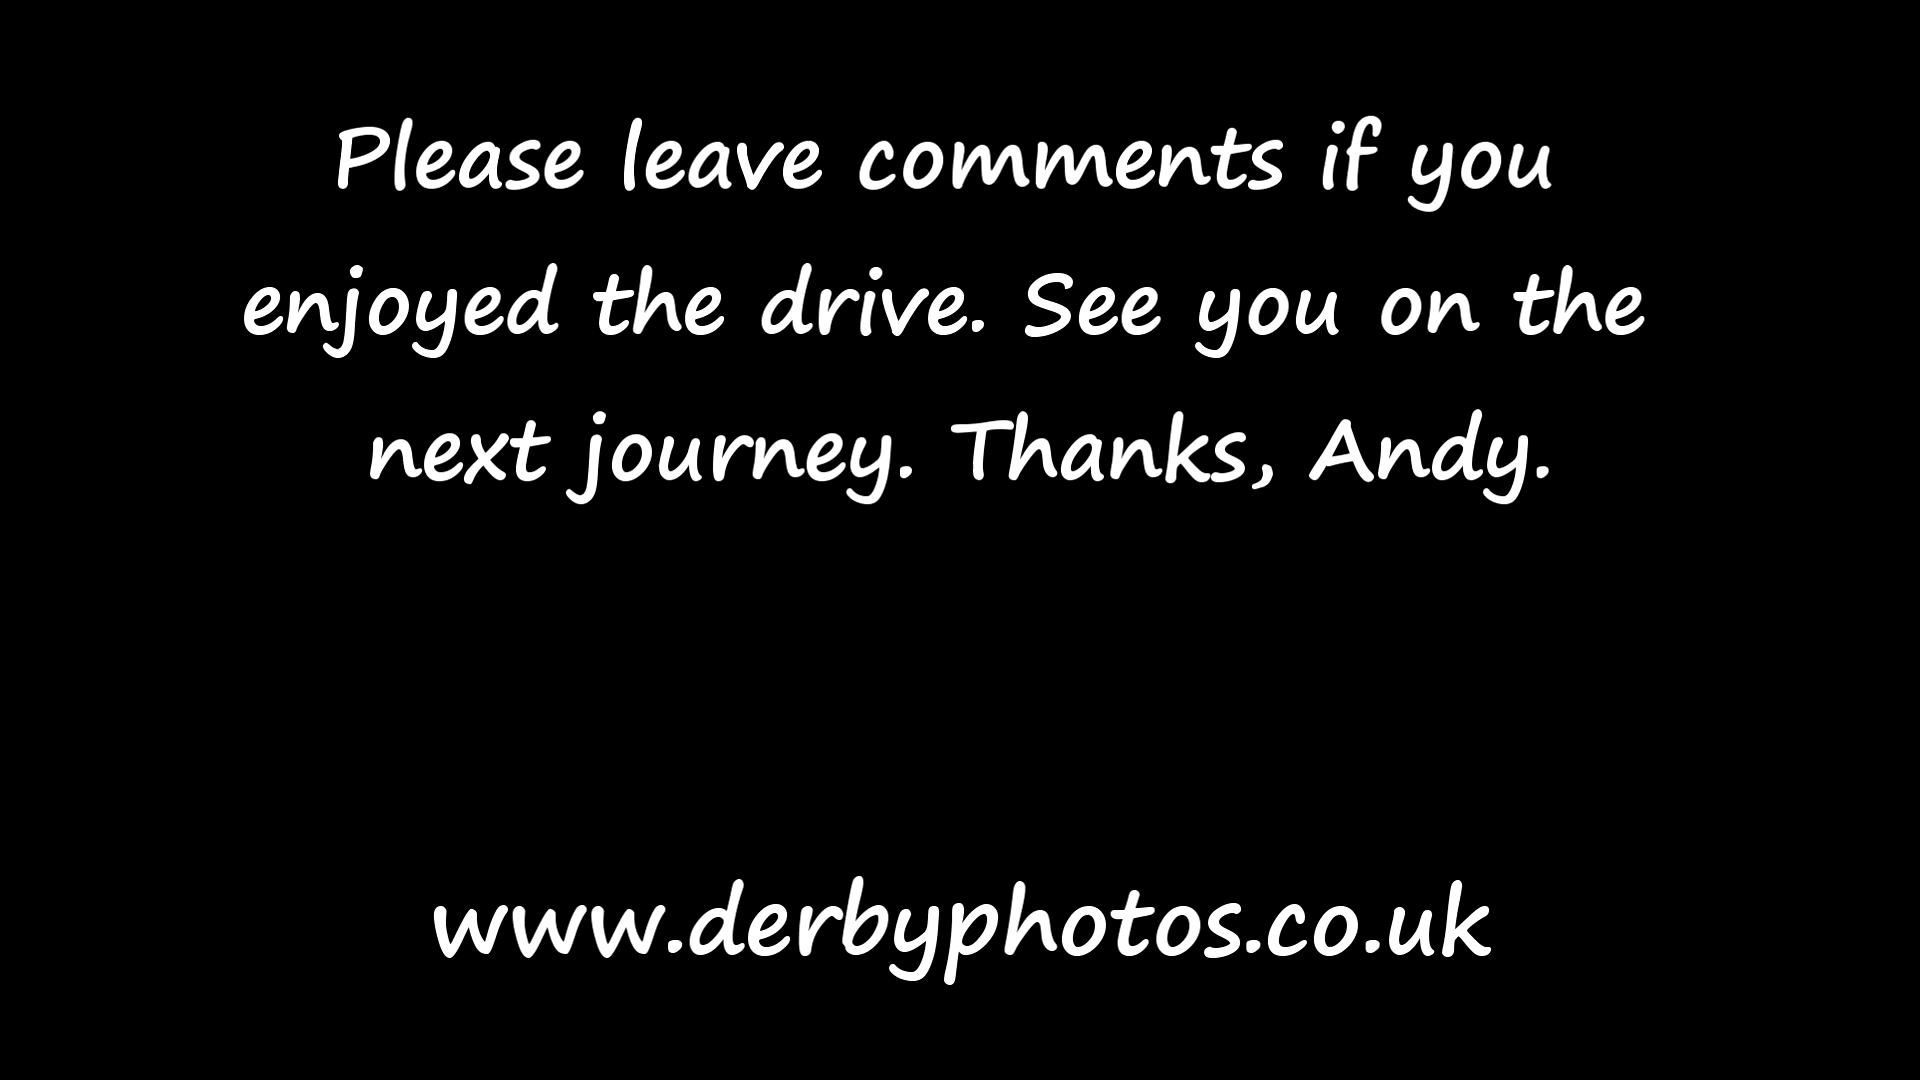 Please leave comments if you
enjoyed the drive. See you on the
next journey. Thanks, Andy.
www.derbyphotos.co.uk